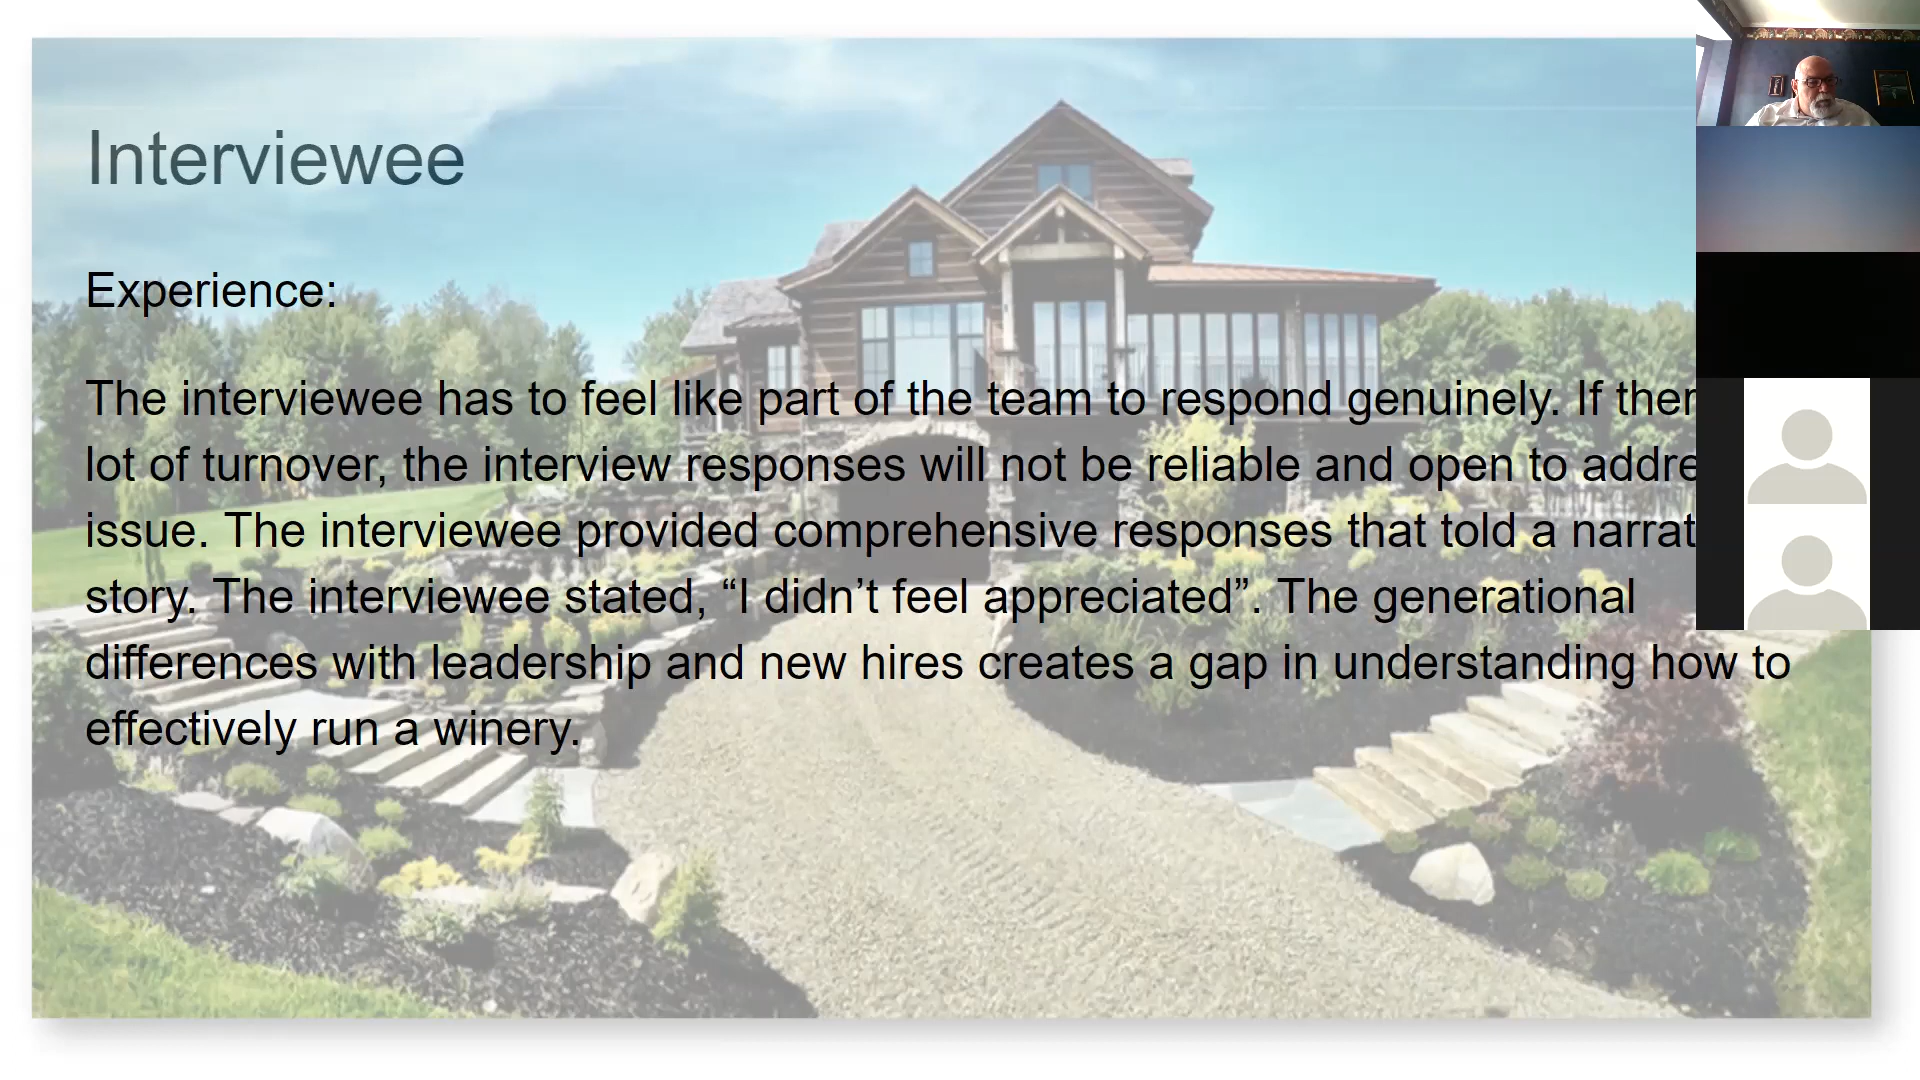 Interviewee
Experience:
The interviewee has to feel like part of the team to respond genuinely. If
lot of turnover, the interview responses will not be reliable and open to
issue. The interviewee provided comprehensive responses that told a
story. The interviewee stated, “I didn’t feel appreciated”. The generational
differences with leadership and new hires creates a gap in understanding how to
effectively run a winery.